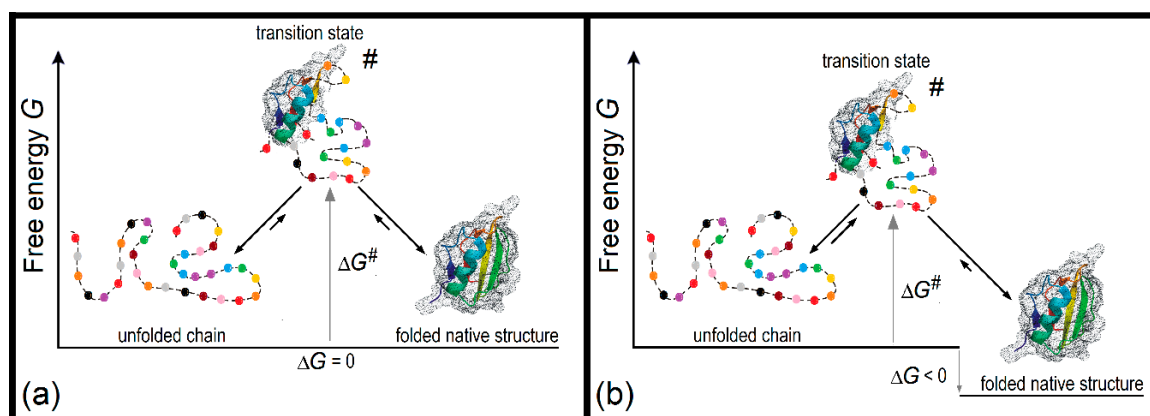 transition state
#
Free energy G
ΔG#
unfolded chain
folded native structure
ΔG = 0
(a)
transition state
#
Free energy G
ΔG#
unfolded chain
ΔG < 0
folded native structure
(b)